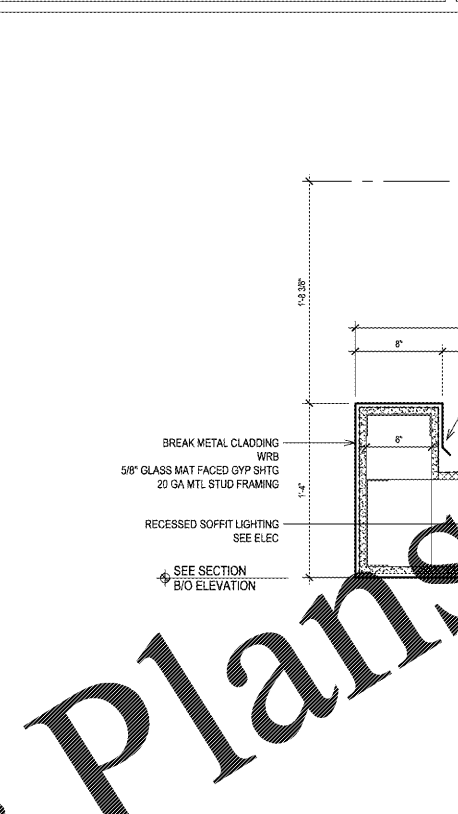 1'-8 3/8"
8"
BREAK METAL CLADDING
WRB
5/8" GLASS MAT FACED GYP SHTG
20 GA MTL STUD FRAMING
6"
1'-4"
RECESSED SOFFIT LIGHTING
SEE ELEC
SEE SECTION
B/O ELEVATION
Plans